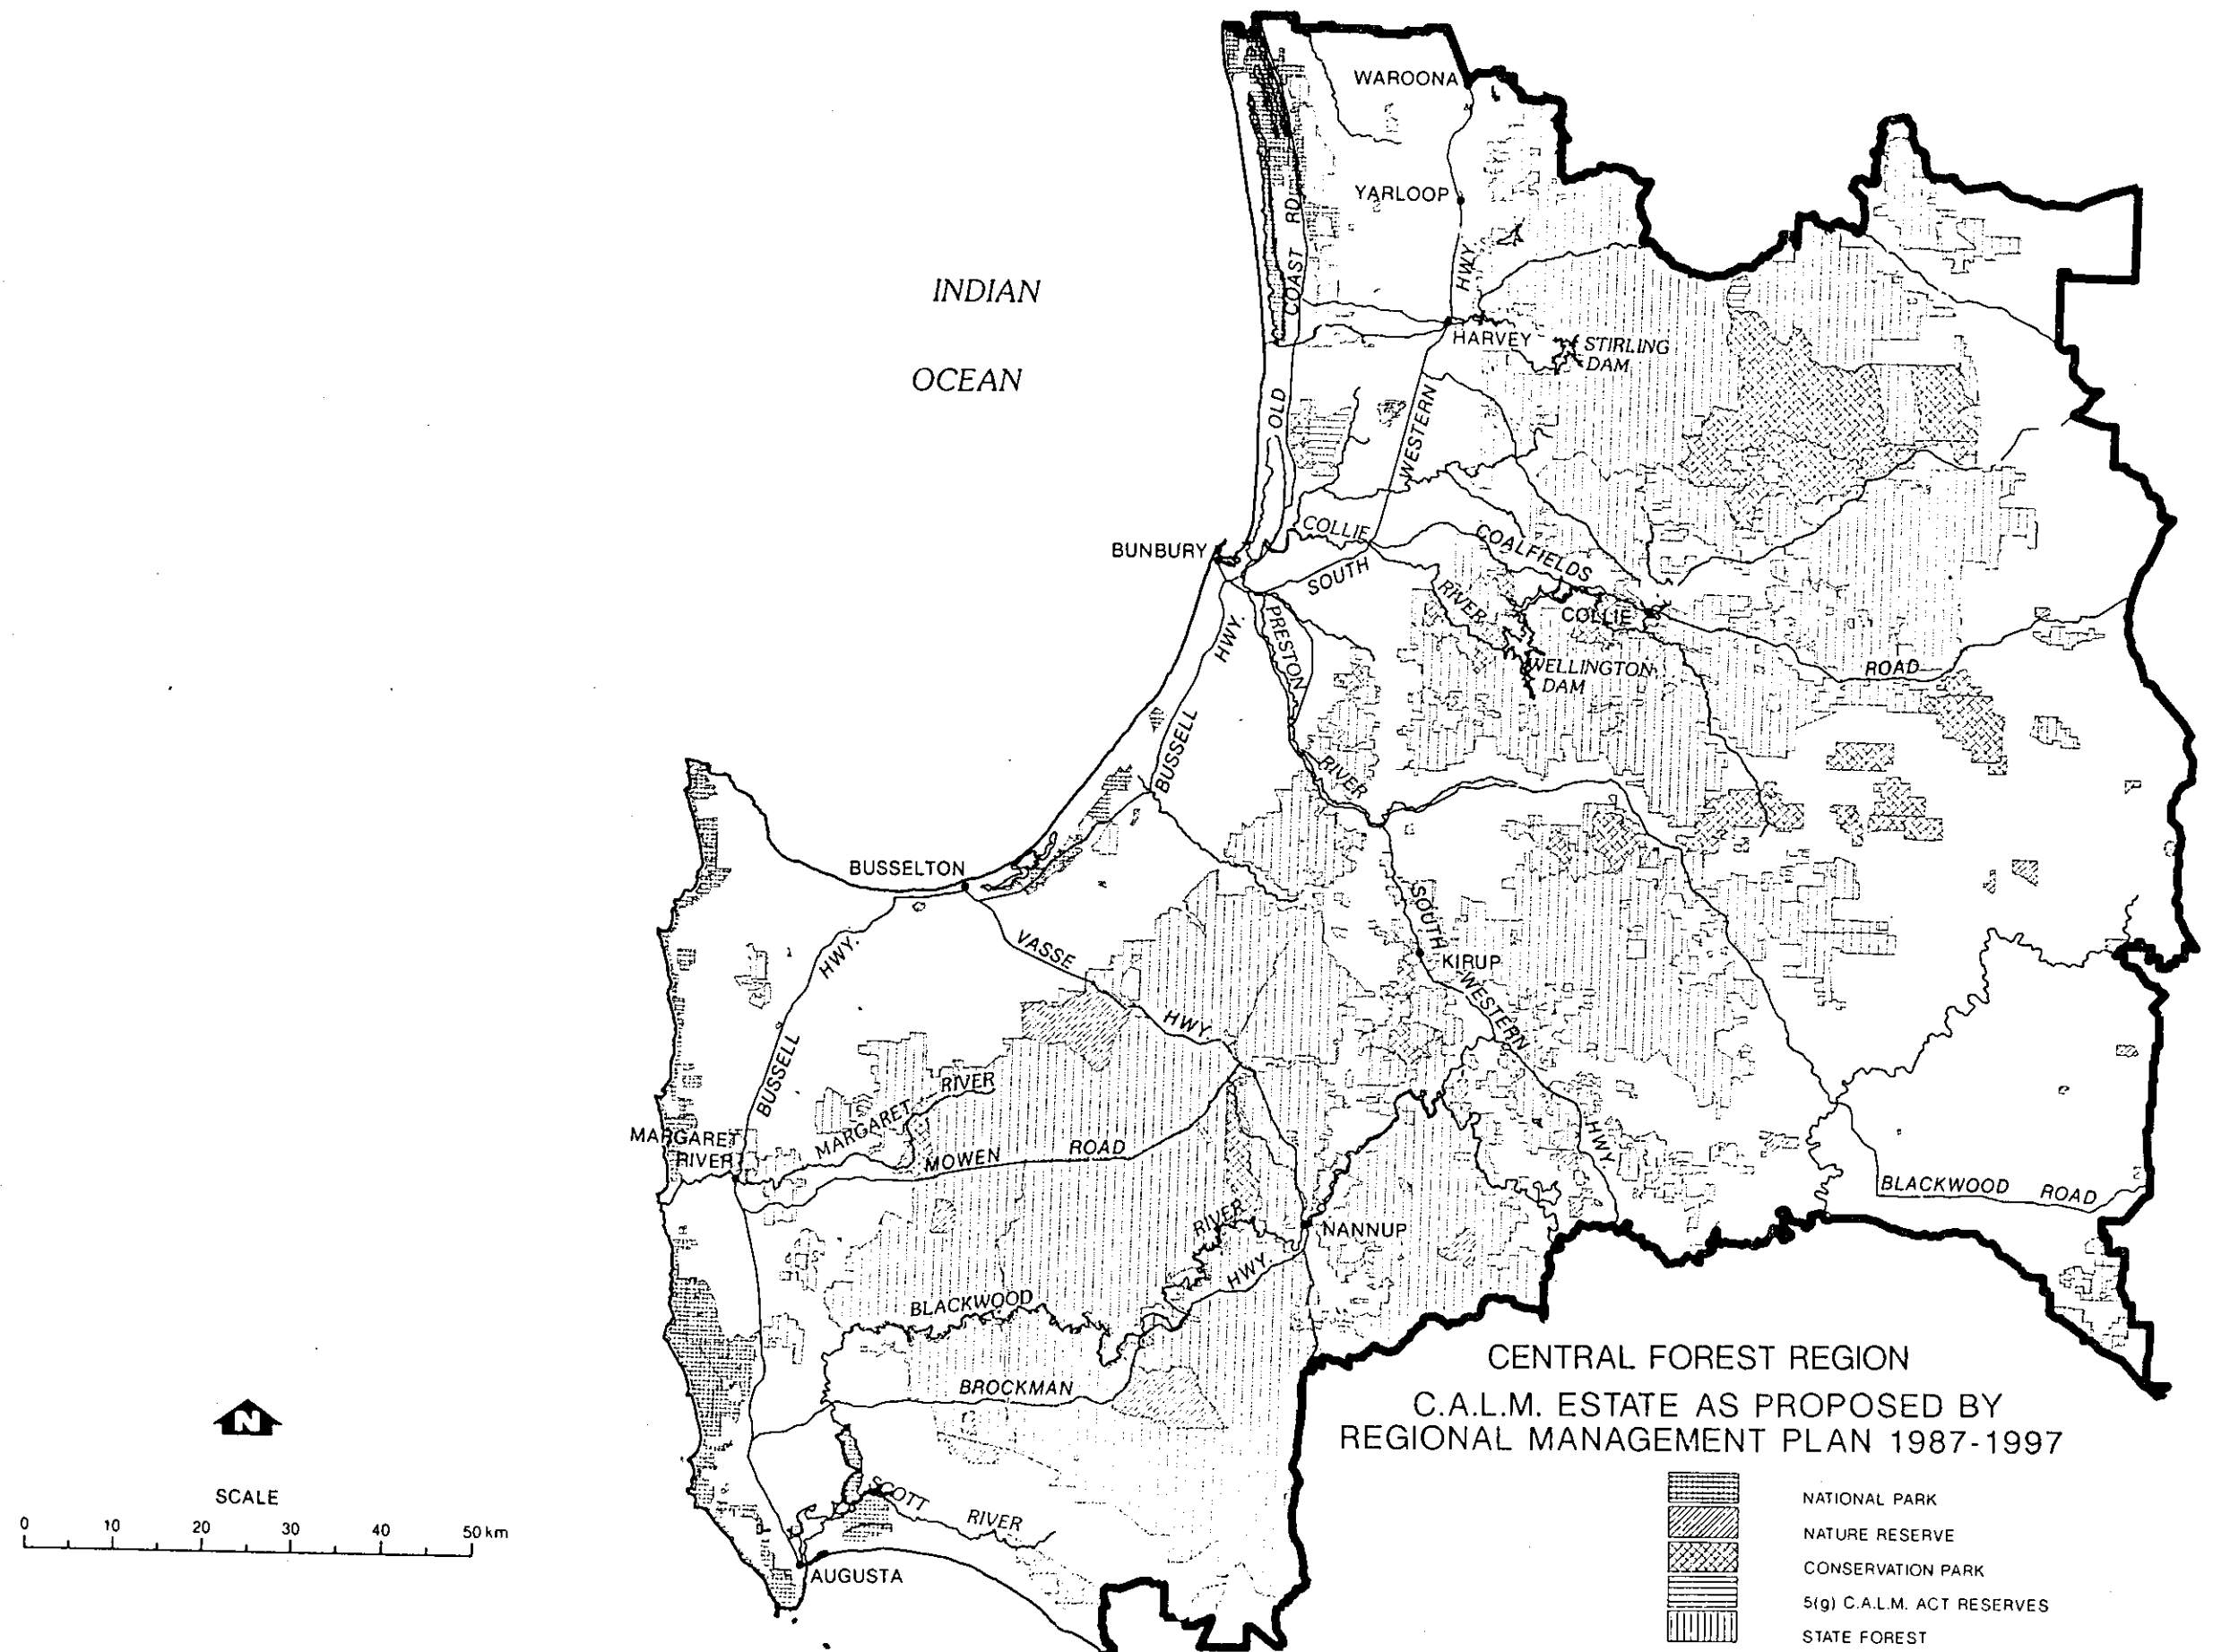 WAROONA
YARLOOP
COAST RD
HWY
INDIAN
OCEAN
HARVEY
STIRLING
DAM
OLD
WESTERN
BUNBURY
COLLIE
COALFIELDS
SOUTH
RIVER
COLLIE
HWY.
PRESTON
WELLINGTON
DAM
ROAD
BUSSELL
RIVER
BUSSELTON
VASSE
HWY.
SOUTH
KIRUP
WESTERN
HWY.
BUSSELL
RIVER
MARGARET
MARGARET
RIVER
MOWEN
ROAD
HWY
BLACKWOOD
ROAD
RIVER
NANNUP
HWY.
BLACKWOOD
BROCKMAN
SCOTT
RIVER
AUGUSTA
CENTRAL FOREST REGION
C.A.L.M. ESTATE AS PROPOSED BY
REGIONAL MANAGEMENT PLAN 1987-1997
N
SCALE
0 10 20 30 40 50 km
NATIONAL PARK
NATURE RESERVE
CONSERVATION PARK
5(g) C.A.L.M. ACT RESERVES
STATE FOREST